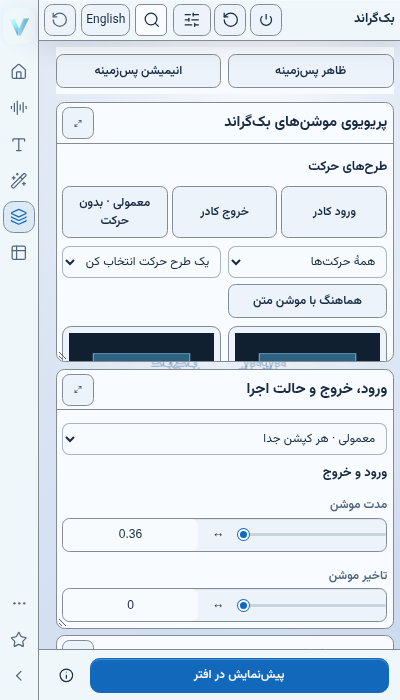 بک‌گراند
English
ظاهر پس‌زمینه
انیمیشن پس‌زمینه
پریویوی موشن‌های بک‌گراند
طرح‌های حرکت
ورود کادر
خروج کادر
معمولی · بدون حرکت
همهٔ حرکت‌ها
یک طرح حرکت انتخاب کن
هماهنگ با موشن متن
ورود، خروج و حالت اجرا
معمولی · هر کپشن جدا
ورود و خروج
مدت موشن
0.36
تاخیر موشن
0
پیش‌نمایش در افتر